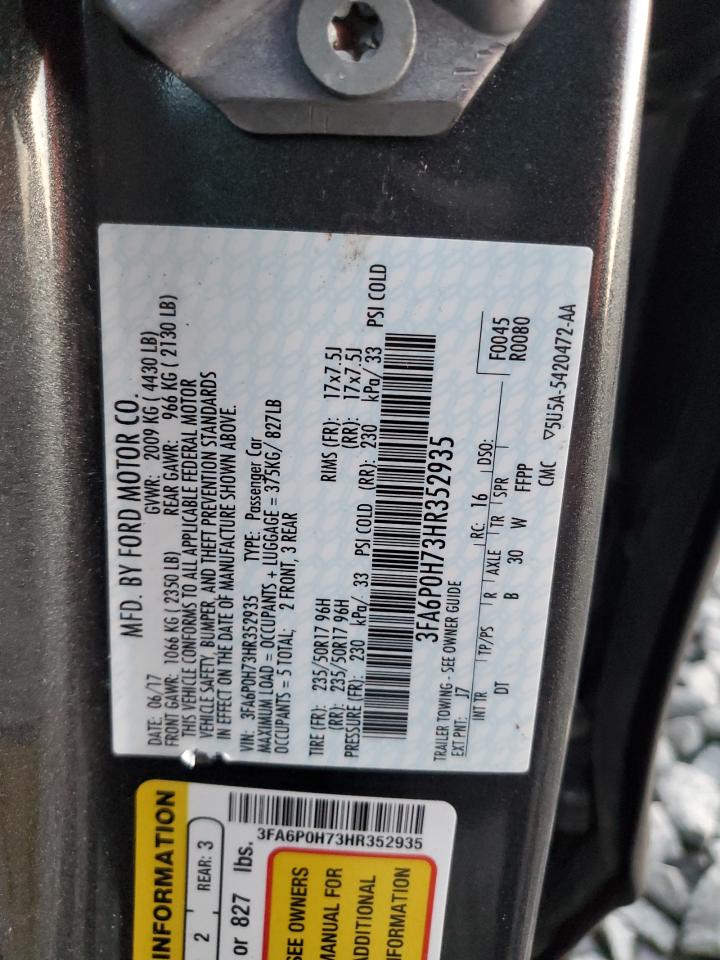 MFD. BY FORD MOTOR CO.
DATE: 06/17 GVWR: 2009 KG ( 4430 LB)
FRONT GAWR: 1066 KG ( 2350 LB) REAR GAWR: 966 KG ( 2130 LB)
THIS VEHICLE CONFORMS TO ALL APPLICABLE FEDERAL MOTOR
VEHICLE SAFETY, BUMPER, AND THEFT PREVENTION STANDARDS
IN EFFECT ON THE DATE OF MANUFACTURE SHOWN ABOVE.
VIN: 3FA6P0H73HR352935 TYPE: Passenger Car
MAXIMUM LOAD = OCCUPANTS + LUGGAGE = 375KG/ 827LB
OCCUPANTS = 5 TOTAL; 2 FRONT, 3 REAR
TIRE (FR): 235/50R17 96H RIMS (FR): 17x7.5J
(RR): 235/50R17 96H (RR): 17x7.5J
PRESSURE (FR): 230 kPa/ 33 PSI COLD (RR): 230 kPa/ 33 PSI COLD
3FA6P0H73HR352935
TRAILER TOWING - SEE OWNER GUIDE
EXT PNT: J7 RC: 16 DSO:
INT TR TP/PS R AXLE TR SPR
DT B 30 W FFPP
F0045
R0080
CMC ▽5U5A-5420472-AA
INFORMATION
2 REAR: 3
or 827 lbs.
3FA6P0H73HR352935
SEE OWNERS
MANUAL FOR
ADDITIONAL
INFORMATION